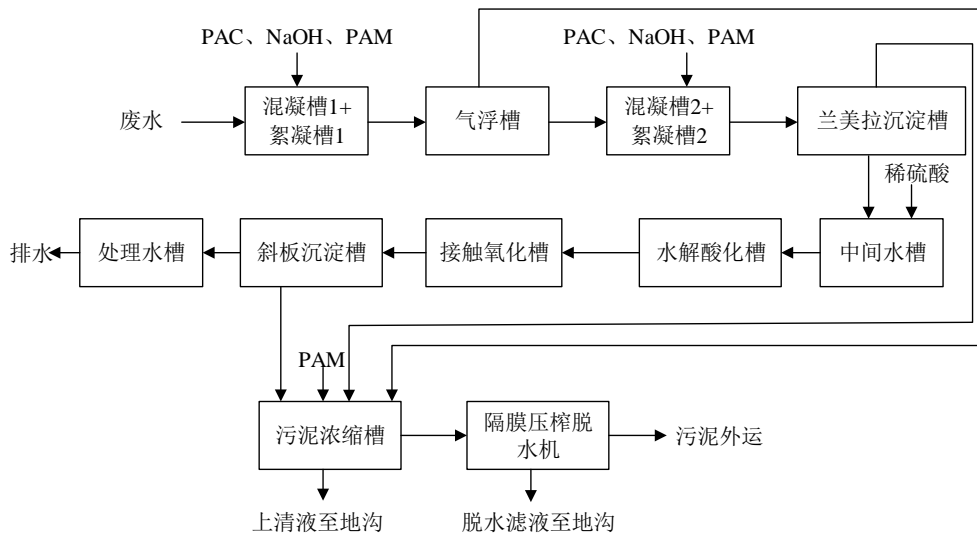 PAC、NaOH、PAM
PAC、NaOH、PAM
废水
混凝槽1+
絮凝槽1
气浮槽
混凝槽2+
絮凝槽2
兰美拉沉淀槽
稀硫酸
排水
处理水槽
斜板沉淀槽
接触氧化槽
水解酸化槽
中间水槽
PAM
污泥浓缩槽
隔膜压榨脱
水机
污泥外运
上清液至地沟
脱水滤液至地沟